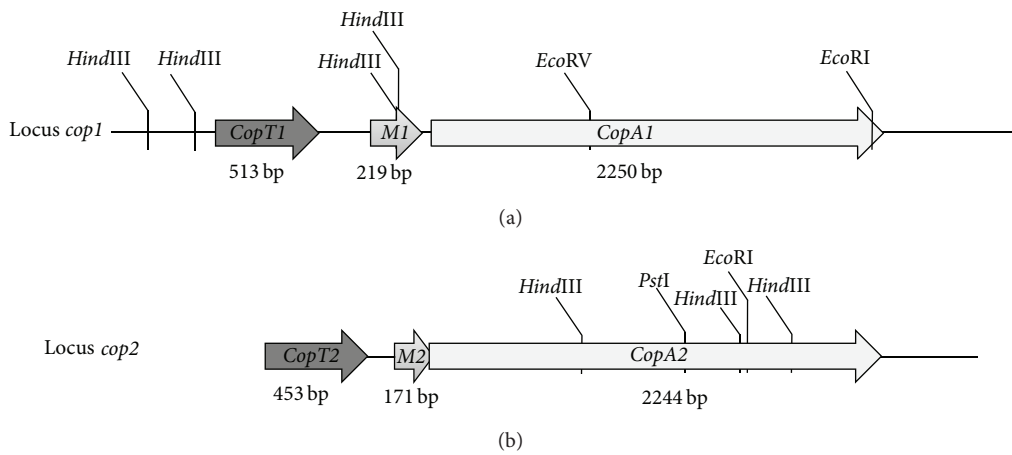 HindIII
HindIII HindIII
HindIII
EcoRV
EcoRI
Locus cop1
CopT1
M1
CopA1
513 bp
219 bp
2250 bp
(a)
EcoRI
HindIII
PstI
HindIII
HindIII
Locus cop2
CopT2
M2
CopA2
453 bp
171 bp
2244 bp
(b)